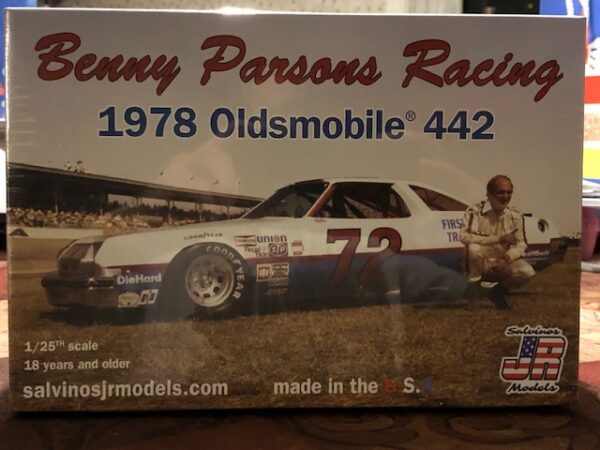 Benny Parsons Racing
1978 Oldsmobile® 442
GOODYEAR
UNION
FIRST
72
DieHard
GOODYEAR
1/25TH scale
18 years and older
salvinosjrmodels.com
made in the U S.A
Salvinos
JR
Models